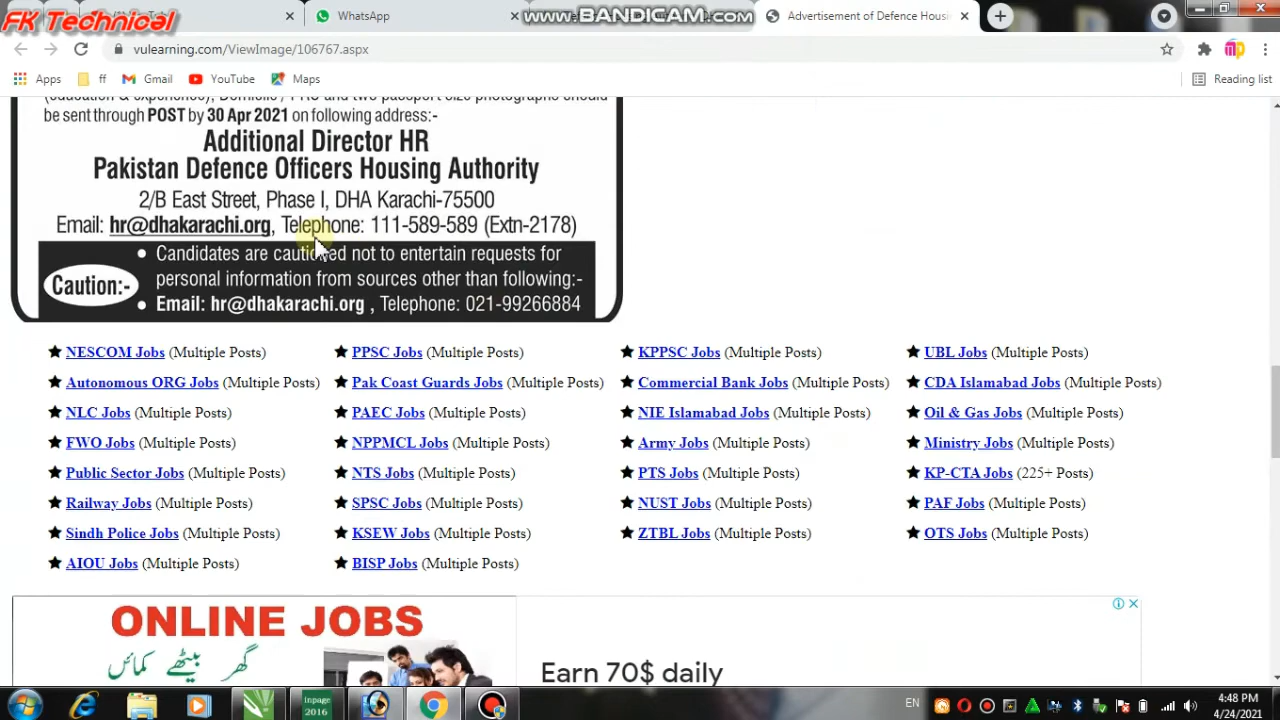 FK Technical
WhatsApp
www.BANDICAM.com
Advertisement of Defence Housi
vulearning.com/ViewImage/106767.aspx
Apps ff Gmail YouTube Maps Reading list
be sent through POST by 30 Apr 2021 on following address:-
Additional Director HR
Pakistan Defence Officers Housing Authority
2/B East Street, Phase I, DHA Karachi-75500
Email: hr@dhakarachi.org, Telephone: 111-589-589 (Extn-2178)
Caution:-
• Candidates are cautioned not to entertain requests for
personal information from sources other than following:-
• Email: hr@dhakarachi.org , Telephone: 021-99266884
★ NESCOM Jobs (Multiple Posts) ★ PPSC Jobs (Multiple Posts) ★ KPPSC Jobs (Multiple Posts) ★ UBL Jobs (Multiple Posts)
★ Autonomous ORG Jobs (Multiple Posts) ★ Pak Coast Guards Jobs (Multiple Posts) ★ Commercial Bank Jobs (Multiple Posts) ★ CDA Islamabad Jobs (Multiple Posts)
★ NLC Jobs (Multiple Posts) ★ PAEC Jobs (Multiple Posts) ★ NIE Islamabad Jobs (Multiple Posts) ★ Oil & Gas Jobs (Multiple Posts)
★ FWO Jobs (Multiple Posts) ★ NPPMCL Jobs (Multiple Posts) ★ Army Jobs (Multiple Posts) ★ Ministry Jobs (Multiple Posts)
★ Public Sector Jobs (Multiple Posts) ★ NTS Jobs (Multiple Posts) ★ PTS Jobs (Multiple Posts) ★ KP-CTA Jobs (225+ Posts)
★ Railway Jobs (Multiple Posts) ★ SPSC Jobs (Multiple Posts) ★ NUST Jobs (Multiple Posts) ★ PAF Jobs (Multiple Posts)
★ Sindh Police Jobs (Multiple Posts) ★ KSEW Jobs (Multiple Posts) ★ ZTBL Jobs (Multiple Posts) ★ OTS Jobs (Multiple Posts)
★ AIOU Jobs (Multiple Posts) ★ BISP Jobs (Multiple Posts)
ONLINE JOBS
گھر بیٹھے کمائیں
Earn 70$ daily
inpage
2016
EN
4:48 PM
4/24/2021